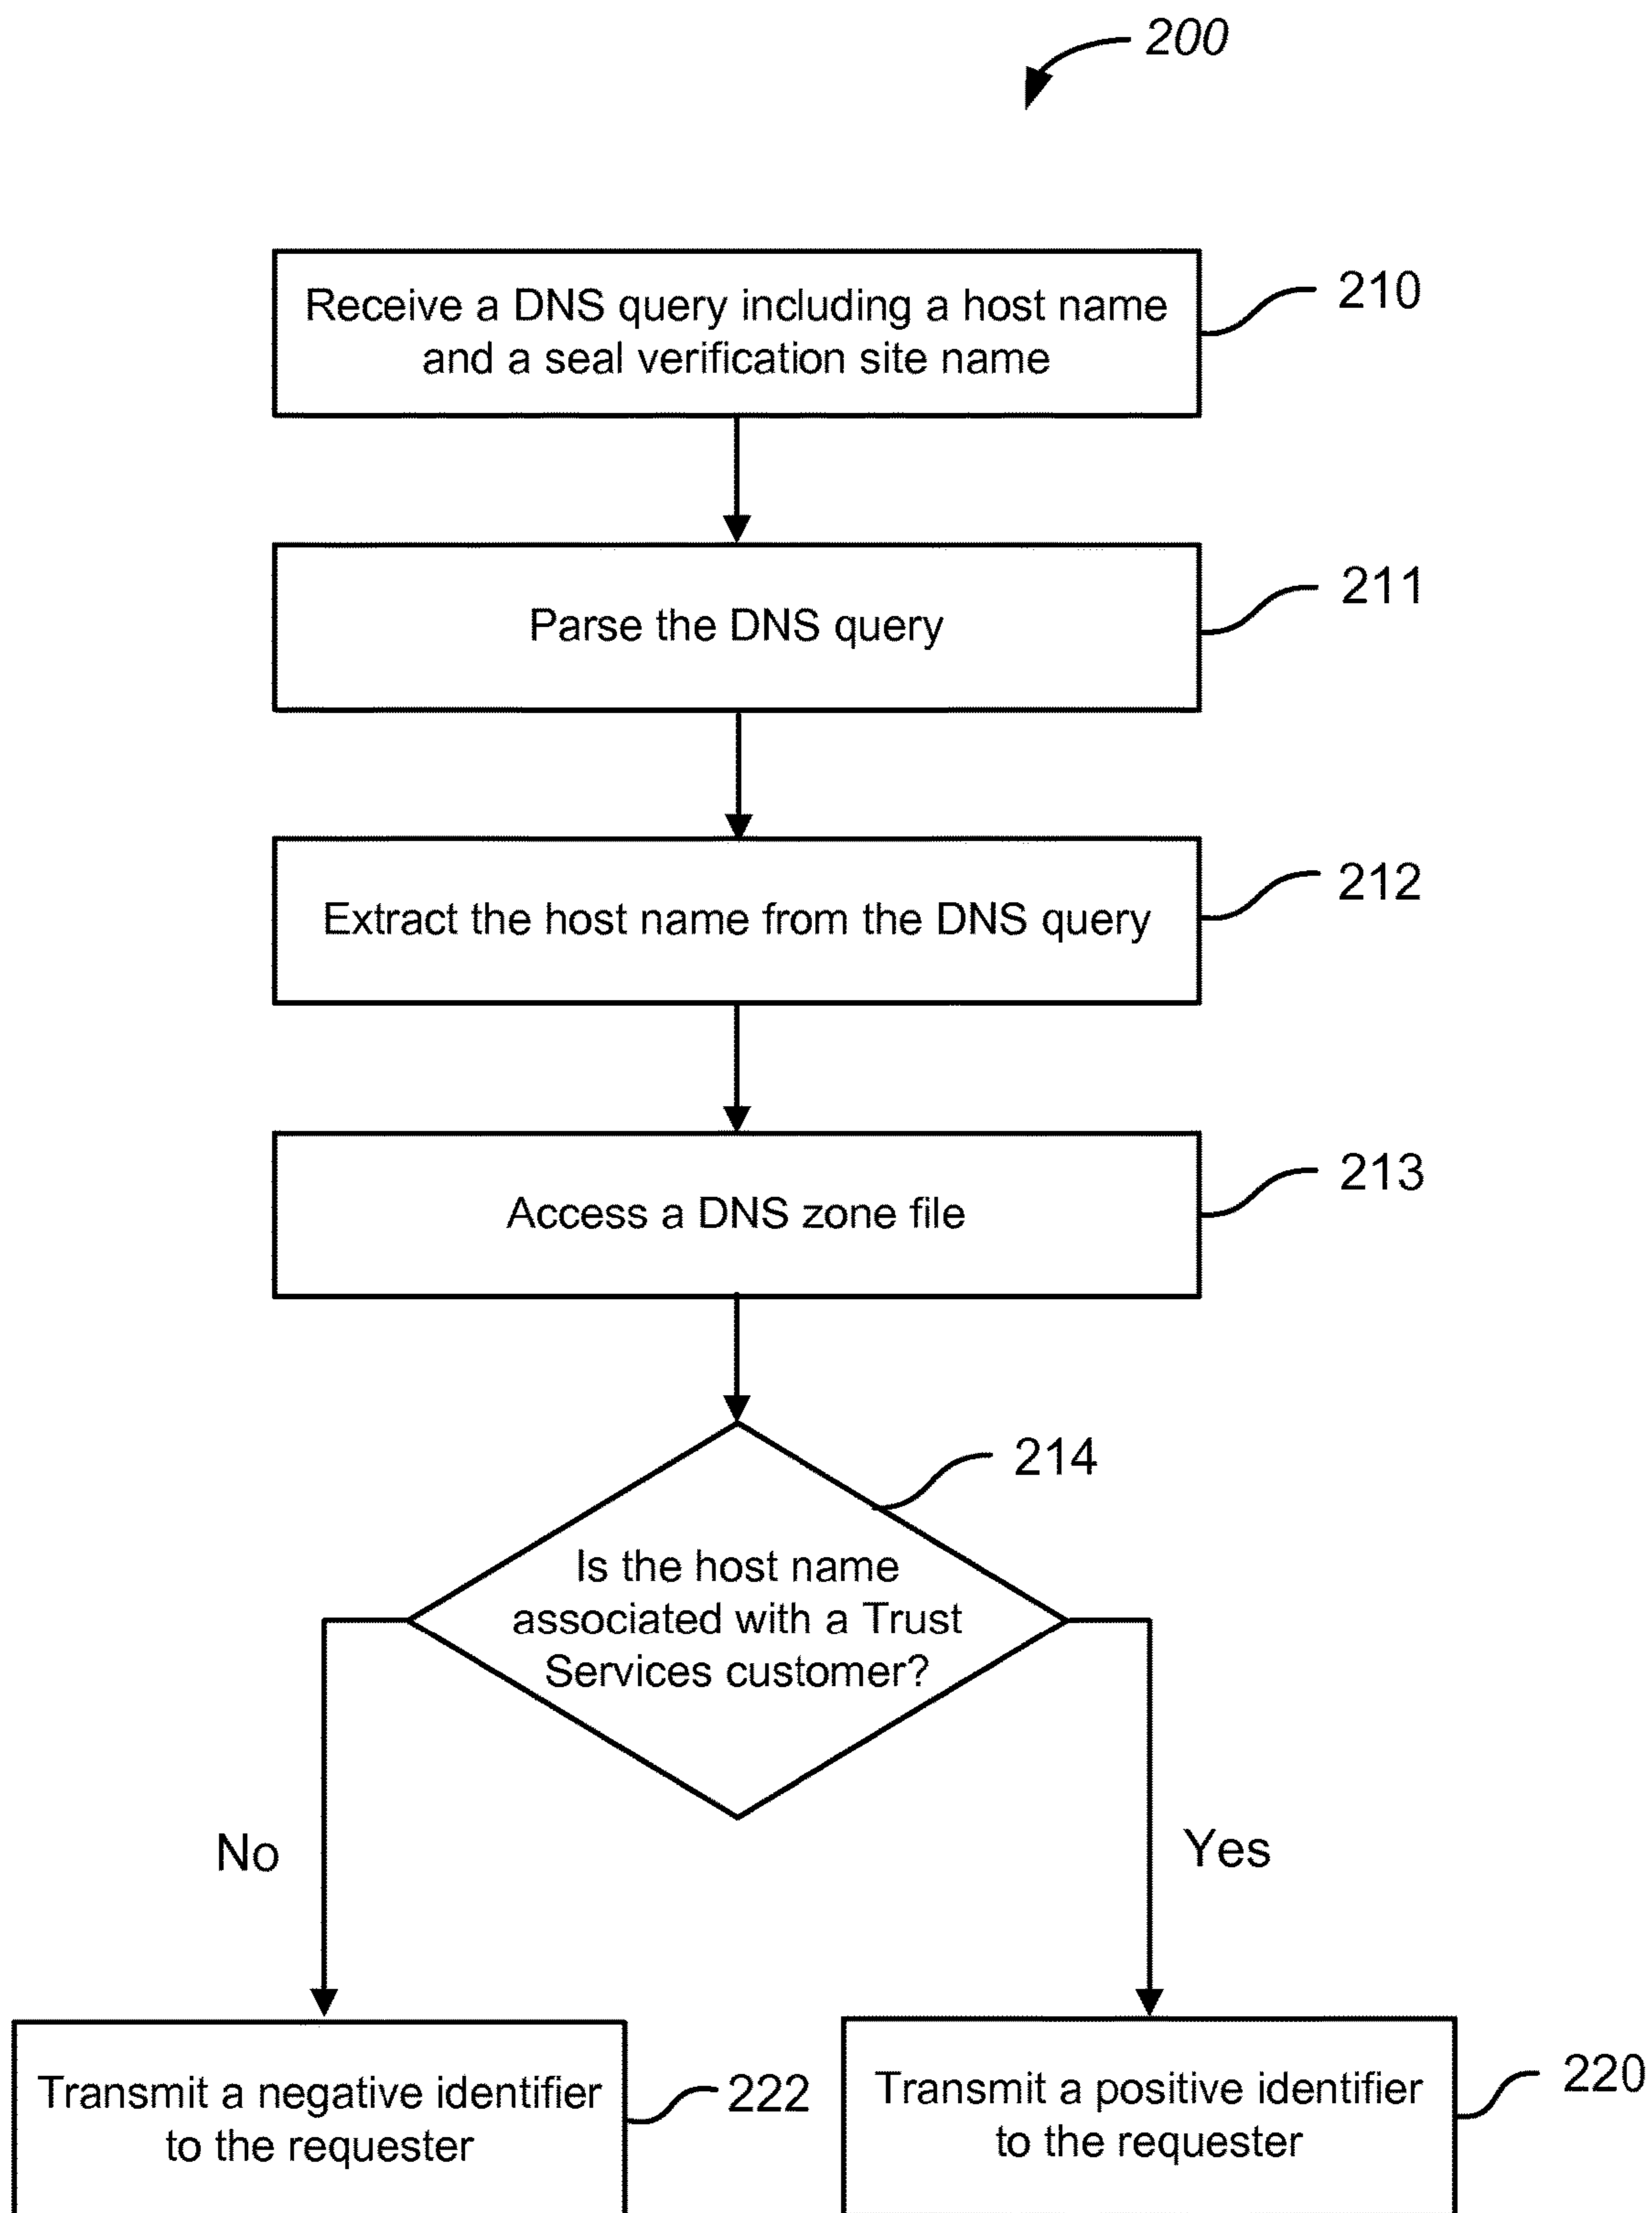 200
Receive a DNS query including a host name
and a seal verification site name
210
Parse the DNS query
211
Extract the host name from the DNS query
212
Access a DNS zone file
213
214
Is the host name
associated with a Trust
Services customer?
No
Yes
Transmit a negative identifier
to the requester
222
Transmit a positive identifier
to the requester
220